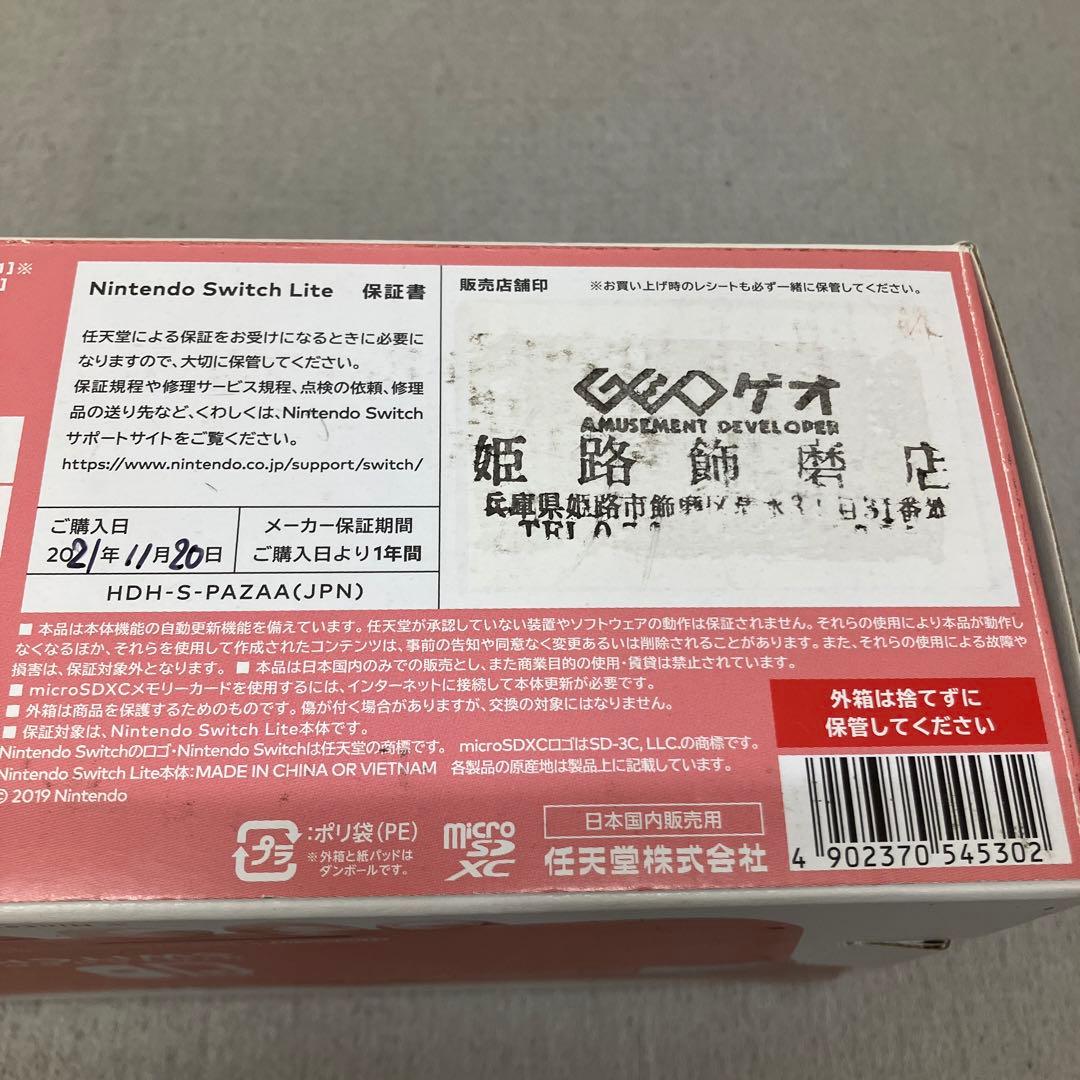 1]※
Nintendo Switch Lite 保証書
任天堂による保証をお受けになるときに必要に
なりますので、大切に保管してください。
保証規程や修理サービス規程、点検の依頼、修理
品の送り先など、くわしくは、Nintendo Switch
サポートサイトをご覧ください。
https://www.nintendo.co.jp/support/switch/
ご購入日
2021年11月20日
メーカー保証期間
ご購入日より1年間
HDH-S-PAZAA(JPN)
販売店舗印 ※お買い上げ時のレシートも必ず一緒に保管してください。
GEOゲオ
AMUSEMENT DEVELOPER
姫路飾磨店
兵庫県姫路市飾磨区
■ 本品は本体機能の自動更新機能を備えています。任天堂が承認していない装置やソフトウェアの動作は保証されません。それらの使用により本品が動作し
なくなるほか、それらを使用して作成されたコンテンツは、事前の告知や同意なく変更あるいは削除されることがあります。また、それらの使用による故障や
損害は、保証対象外となります。 ■ 本品は日本国内のみでの販売とし、また商業目的の使用・賃貸は禁止されています。
■ microSDXCメモリーカードを使用するには、インターネットに接続して本体更新が必要です。
■ 外箱は商品を保護するためのものです。傷が付く場合がありますが、交換の対象にはなりません。
■ 保証対象は、Nintendo Switch Lite本体です。
Nintendo Switchのロゴ・Nintendo Switchは任天堂の商標です。 microSDXCロゴはSD-3C, LLC.の商標です。
Nintendo Switch Lite本体：MADE IN CHINA OR VIETNAM 各製品の原産地は製品上に記載しています。
© 2019 Nintendo
外箱は捨てずに
保管してください
プラ
：ポリ袋(PE)
※外箱と紙パッドは
ダンボールです。
micro
SD
XC
日本国内販売用
任天堂株式会社
4 902370 545302